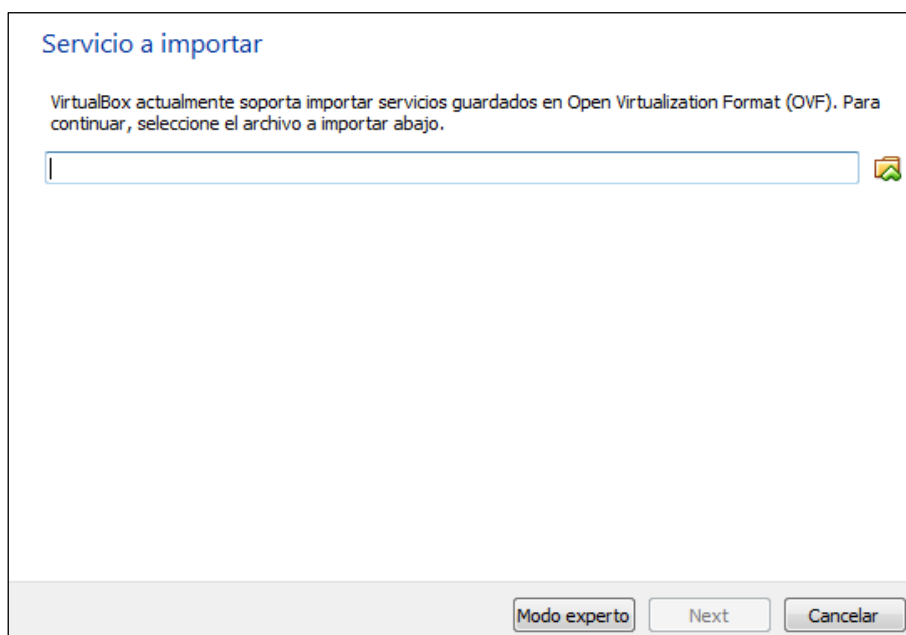 Servicio a importar
VirtualBox actualmente soporta importar servicios guardados en Open Virtualization Format (OVF). Para
continuar, seleccione el archivo a importar abajo.
Modo experto Next Cancelar